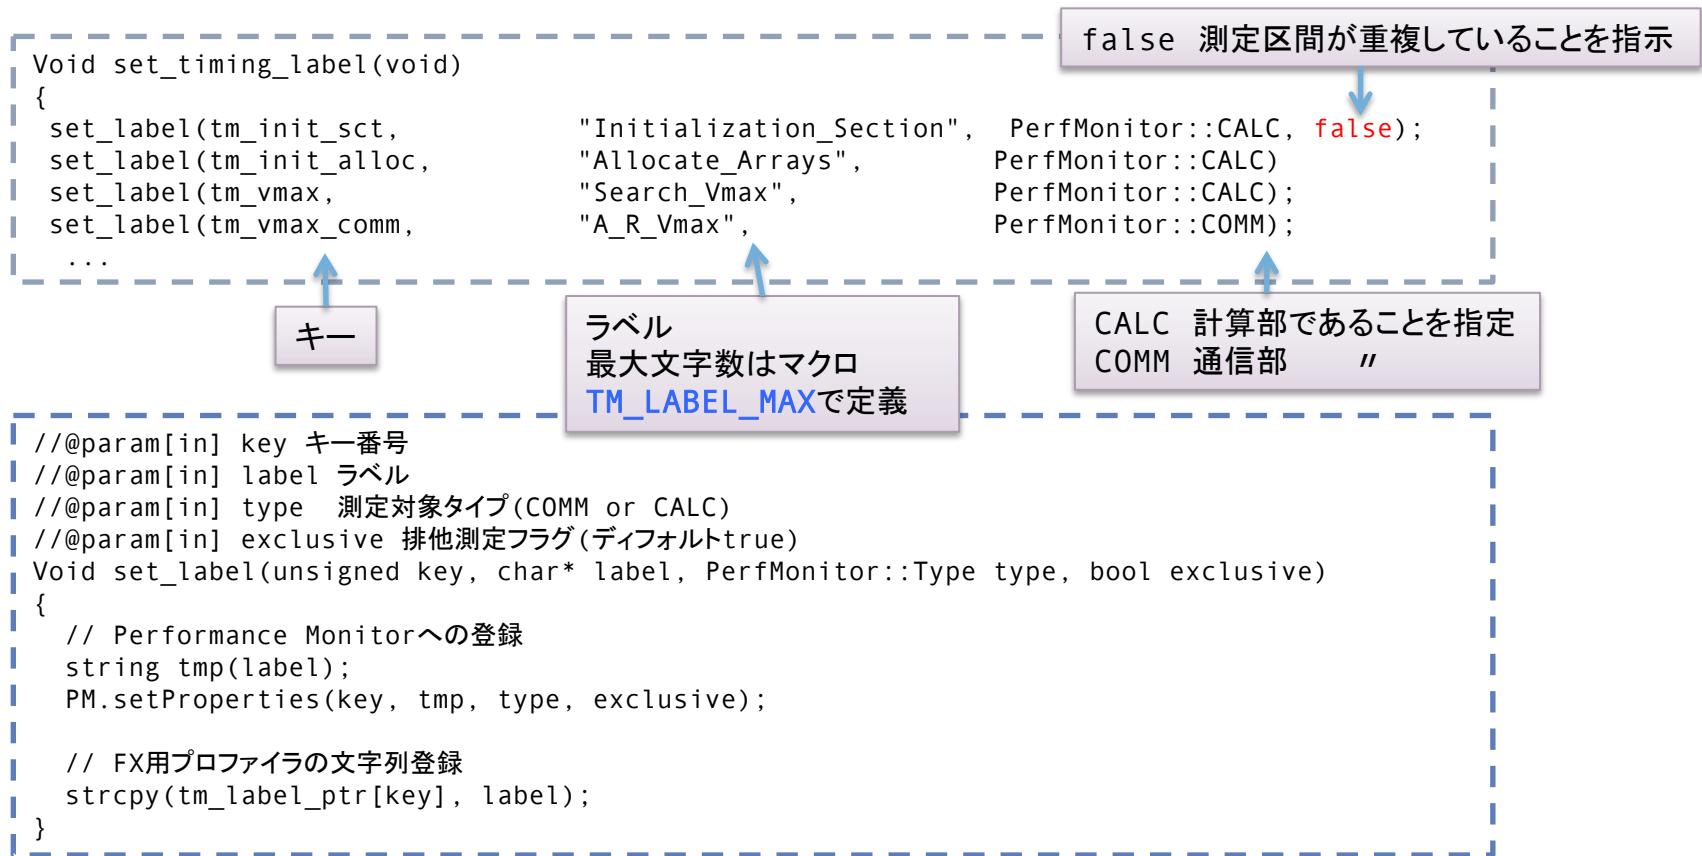 false 測定区間が重複していることを指示
Void set_timing_label(void)
{
set_label(tm_init_sct, "Initialization_Section", PerfMonitor::CALC, false);
set_label(tm_init_alloc, "Allocate_Arrays", PerfMonitor::CALC)
set_label(tm_vmax, "Search_Vmax", PerfMonitor::CALC);
set_label(tm_vmax_comm, "A_R_Vmax", PerfMonitor::COMM);
...
キー
ラベル
最大文字数はマクロ
TM_LABEL_MAXで定義
CALC 計算部であることを指定
COMM 通信部 〃
//@param[in] key キー番号
//@param[in] label ラベル
//@param[in] type 測定対象タイプ(COMM or CALC)
//@param[in] exclusive 排他測定フラグ(ディフォルトtrue)
Void set_label(unsigned key, char* label, PerfMonitor::Type type, bool exclusive)
{
// Performance Monitorへの登録
string tmp(label);
PM.setProperties(key, tmp, type, exclusive);
// FX用プロファイラの文字列登録
strcpy(tm_label_ptr[key], label);
}